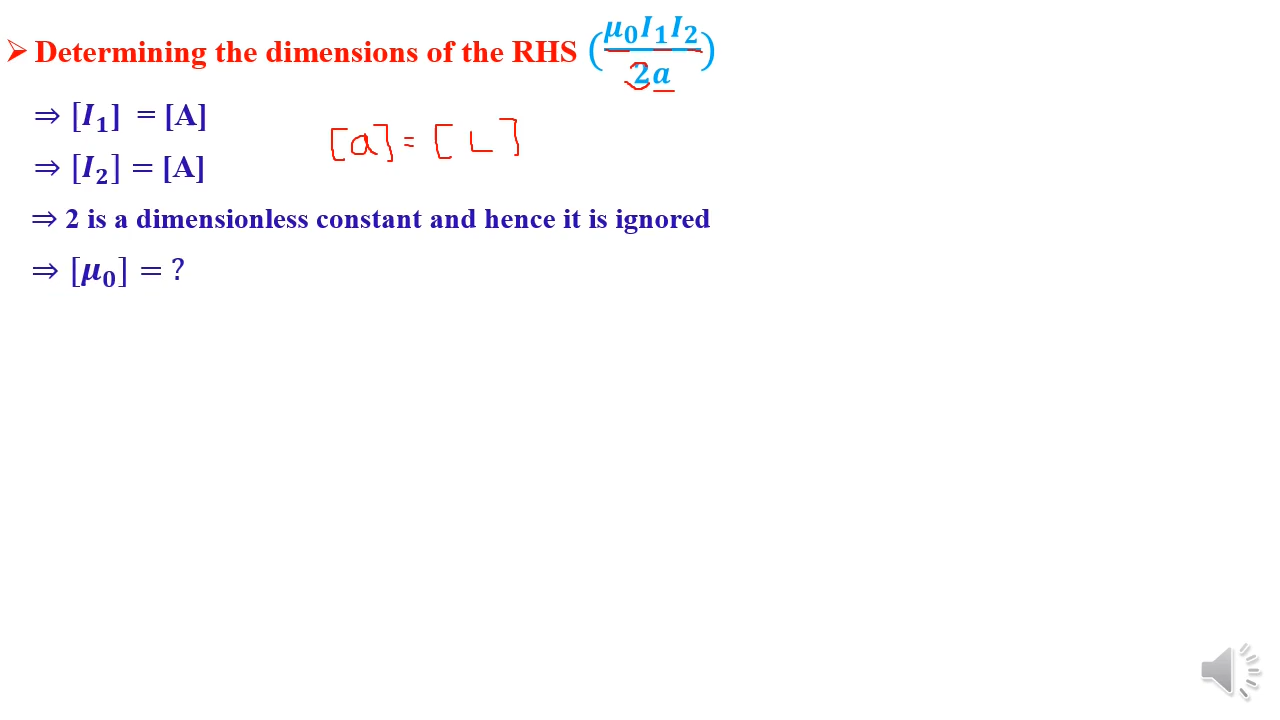 ➢ Determining the dimensions of the RHS (μ₀I₁I₂/2a)
⇒ [I₁] = [A]
[a] = [L]
⇒ [I₂] = [A]
⇒ 2 is a dimensionless constant and hence it is ignored
⇒ [μ₀] = ?